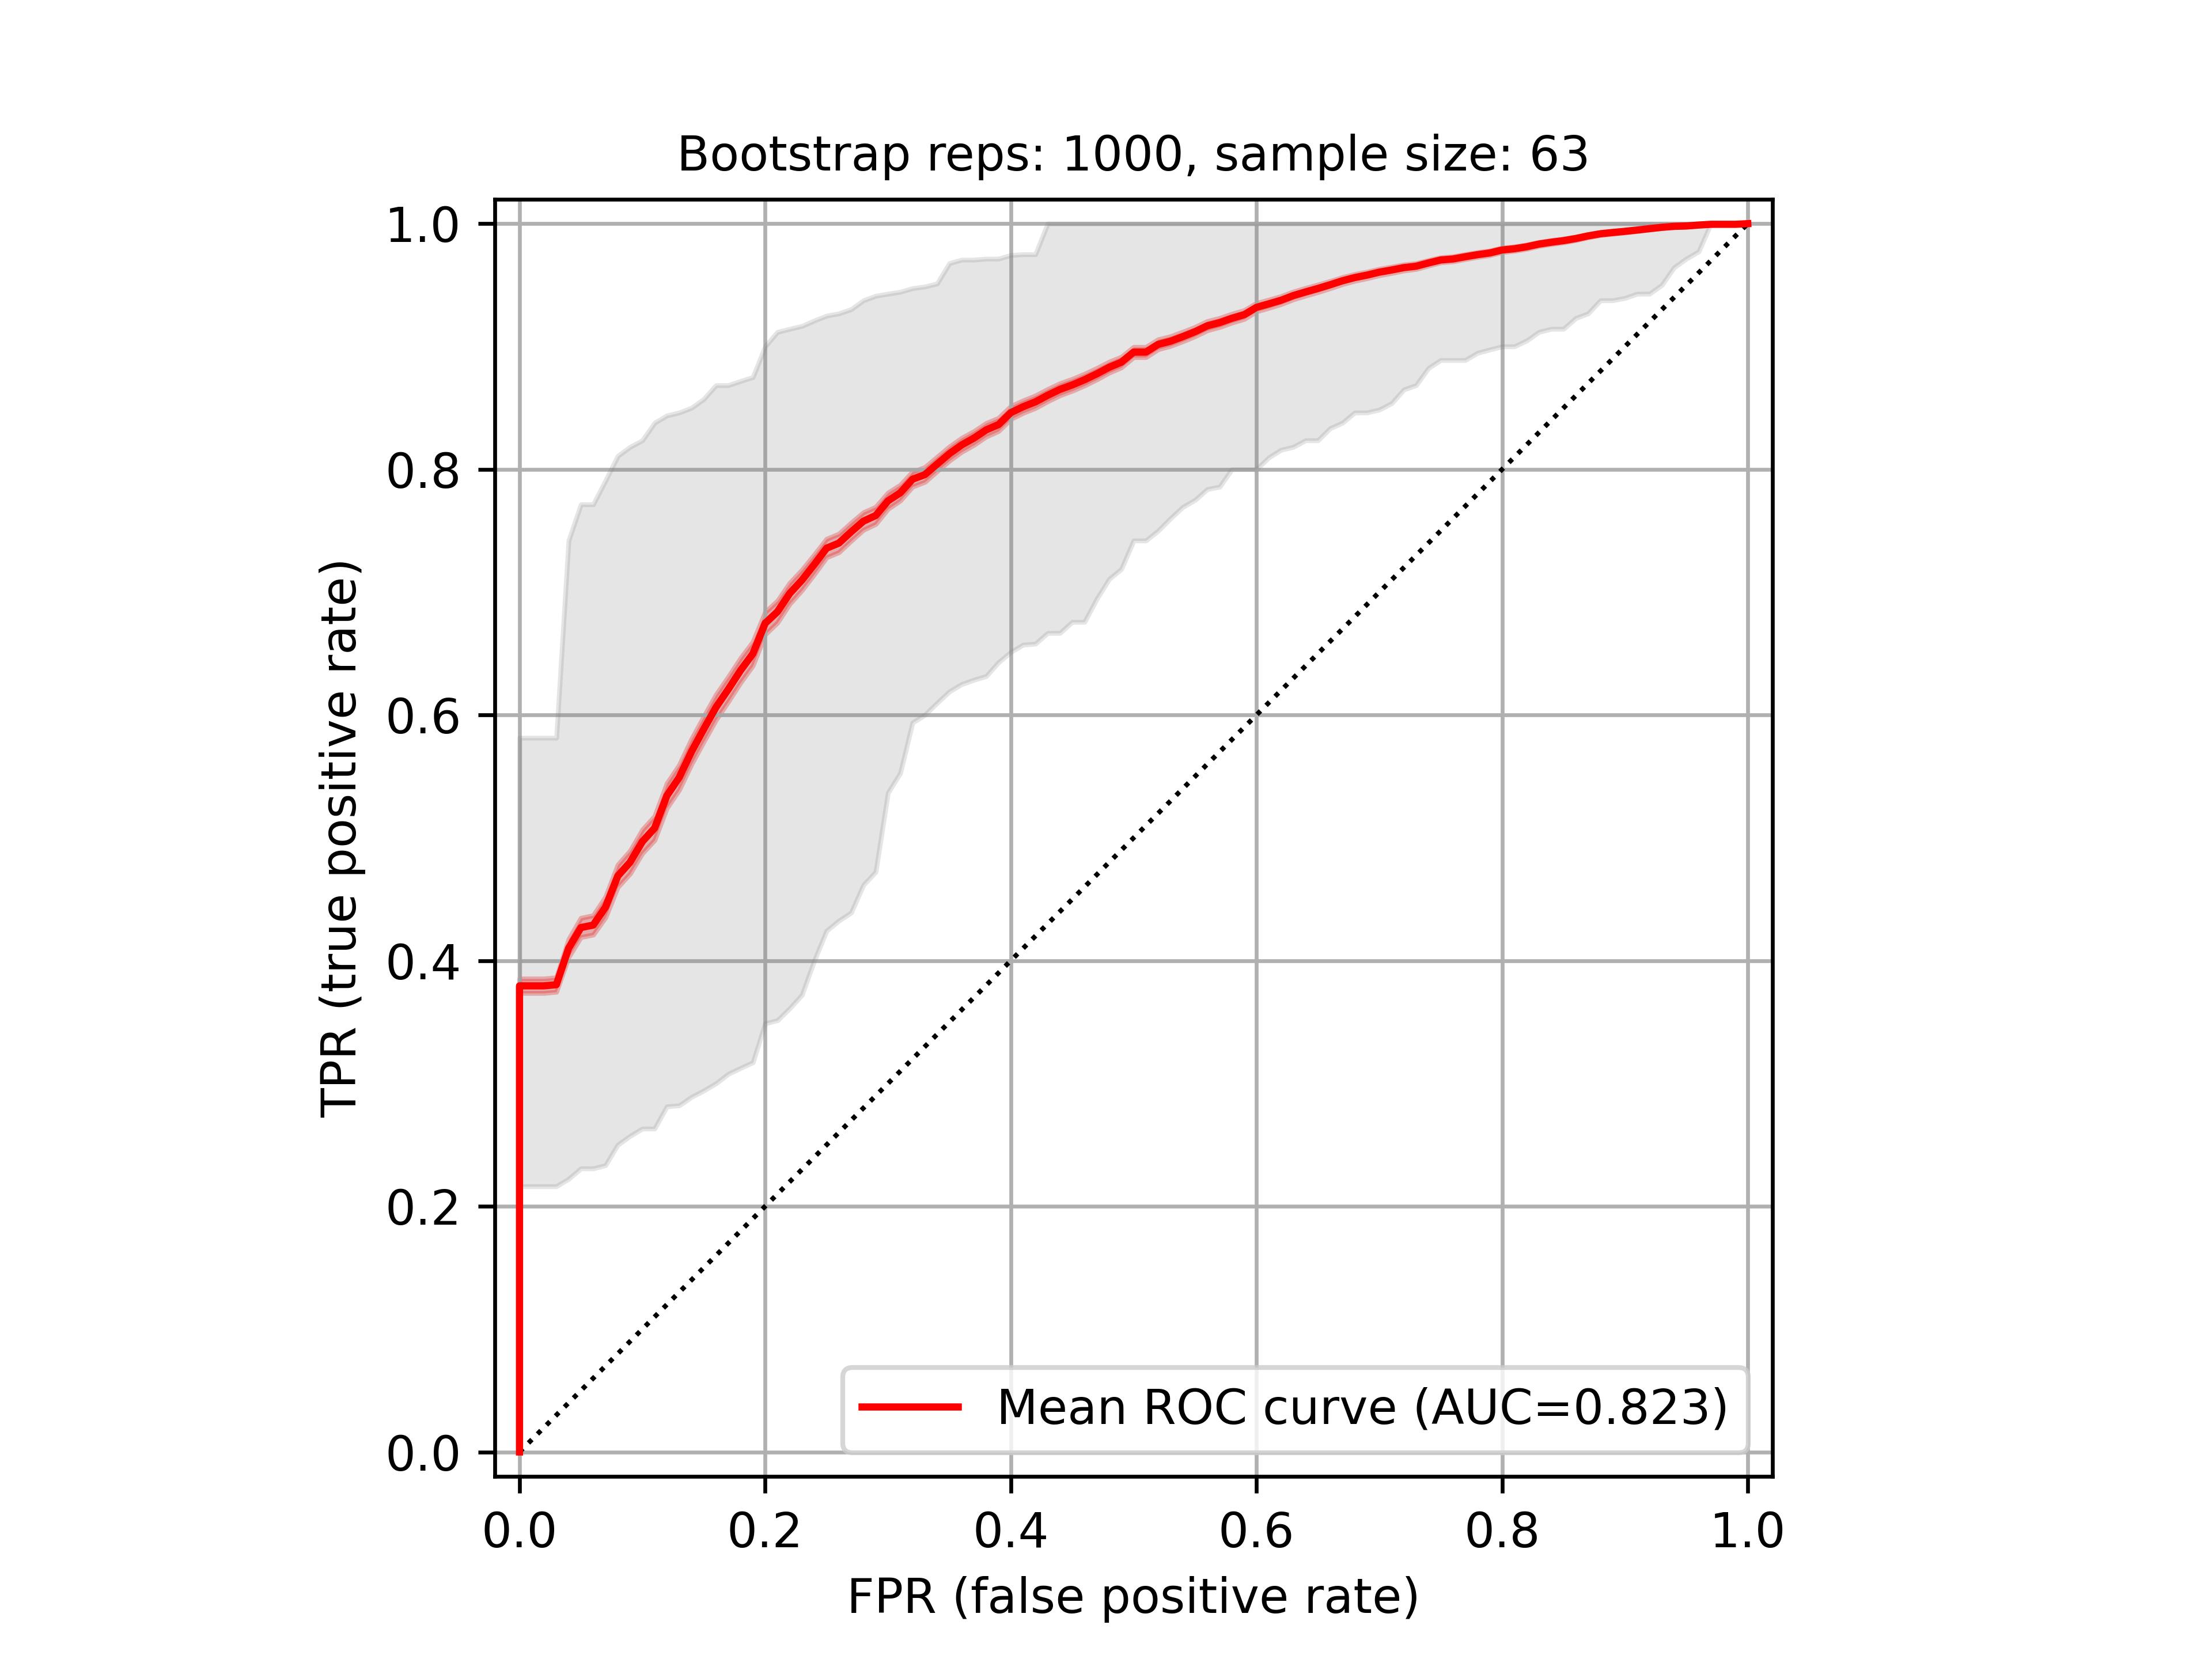 Bootstrap reps: 1000, sample size: 63
1.0
0.8
0.6
0.4
0.2
0.0
TPR (true positive rate)
Mean ROC curve (AUC=0.823)
0.0 0.2 0.4 0.6 0.8 1.0
FPR (false positive rate)